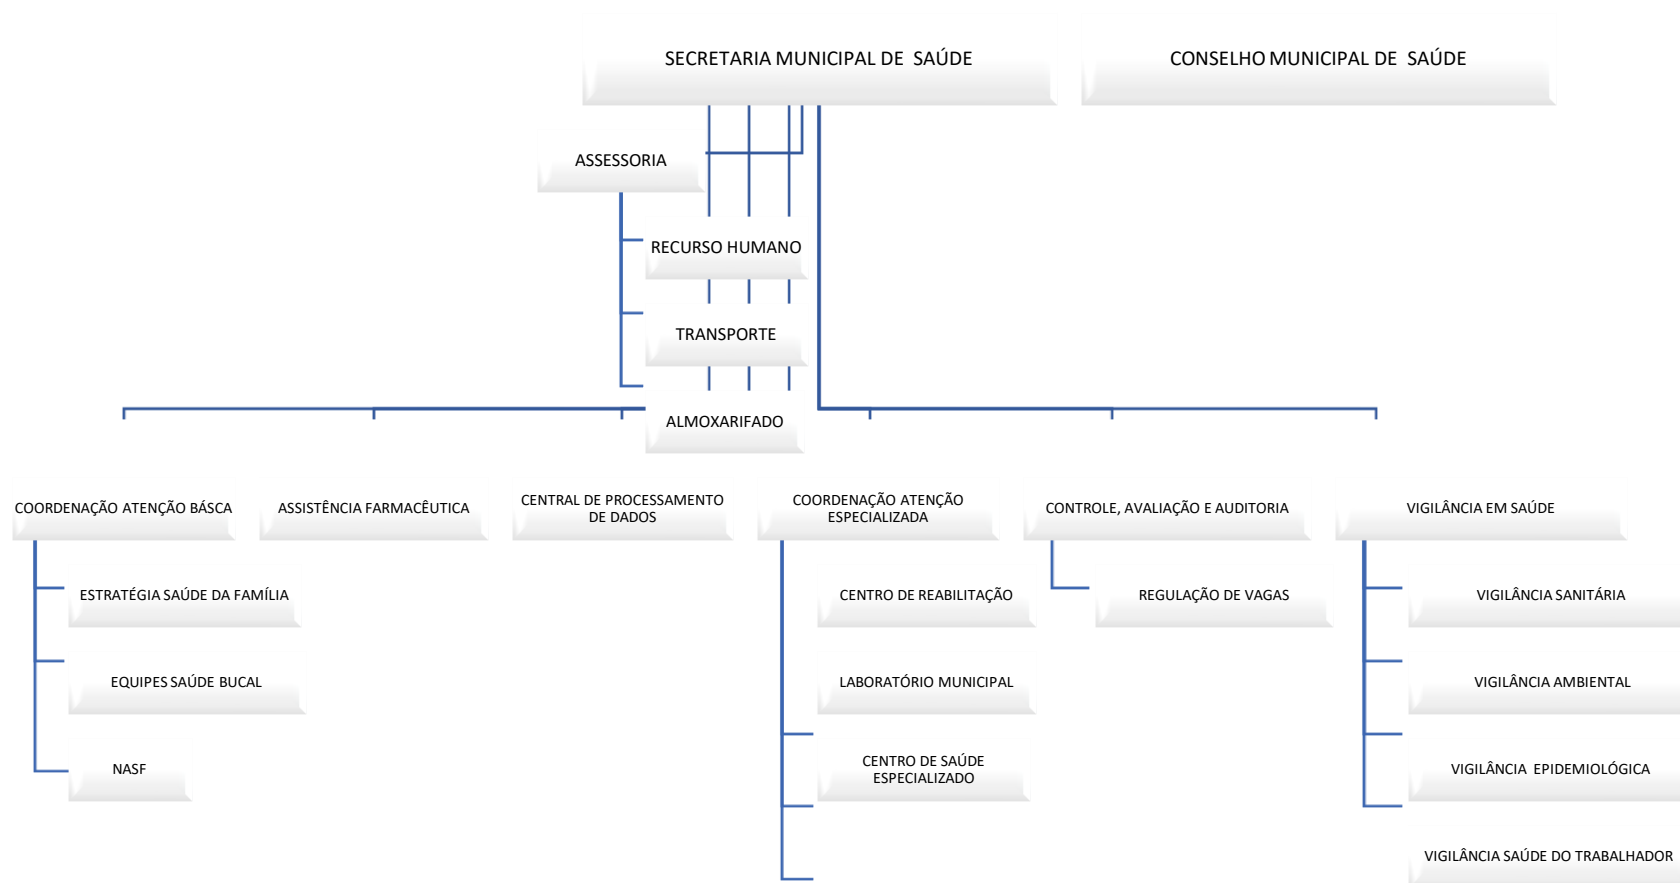 SECRETARIA MUNICIPAL DE SAÚDE
CONSELHO MUNICIPAL DE SAÚDE
ASSESSORIA
RECURSO HUMANO
TRANSPORTE
ALMOXARIFADO
COORDENAÇÃO ATENÇÃO BÁSCA
ASSISTÊNCIA FARMACÊUTICA
CENTRAL DE PROCESSAMENTO
DE DADOS
COORDENAÇÃO ATENÇÃO
ESPECIALIZADA
CONTROLE, AVALIAÇÃO E AUDITORIA
VIGILÂNCIA EM SAÚDE
ESTRATÉGIA SAÚDE DA FAMÍLIA
EQUIPES SAÚDE BUCAL
NASF
CENTRO DE REABILITAÇÃO
LABORATÓRIO MUNICIPAL
CENTRO DE SAÚDE
ESPECIALIZADO
REGULAÇÃO DE VAGAS
VIGILÂNCIA SANITÁRIA
VIGILÂNCIA AMBIENTAL
VIGILÂNCIA EPIDEMIOLÓGICA
VIGILÂNCIA SAÚDE DO TRABALHADOR